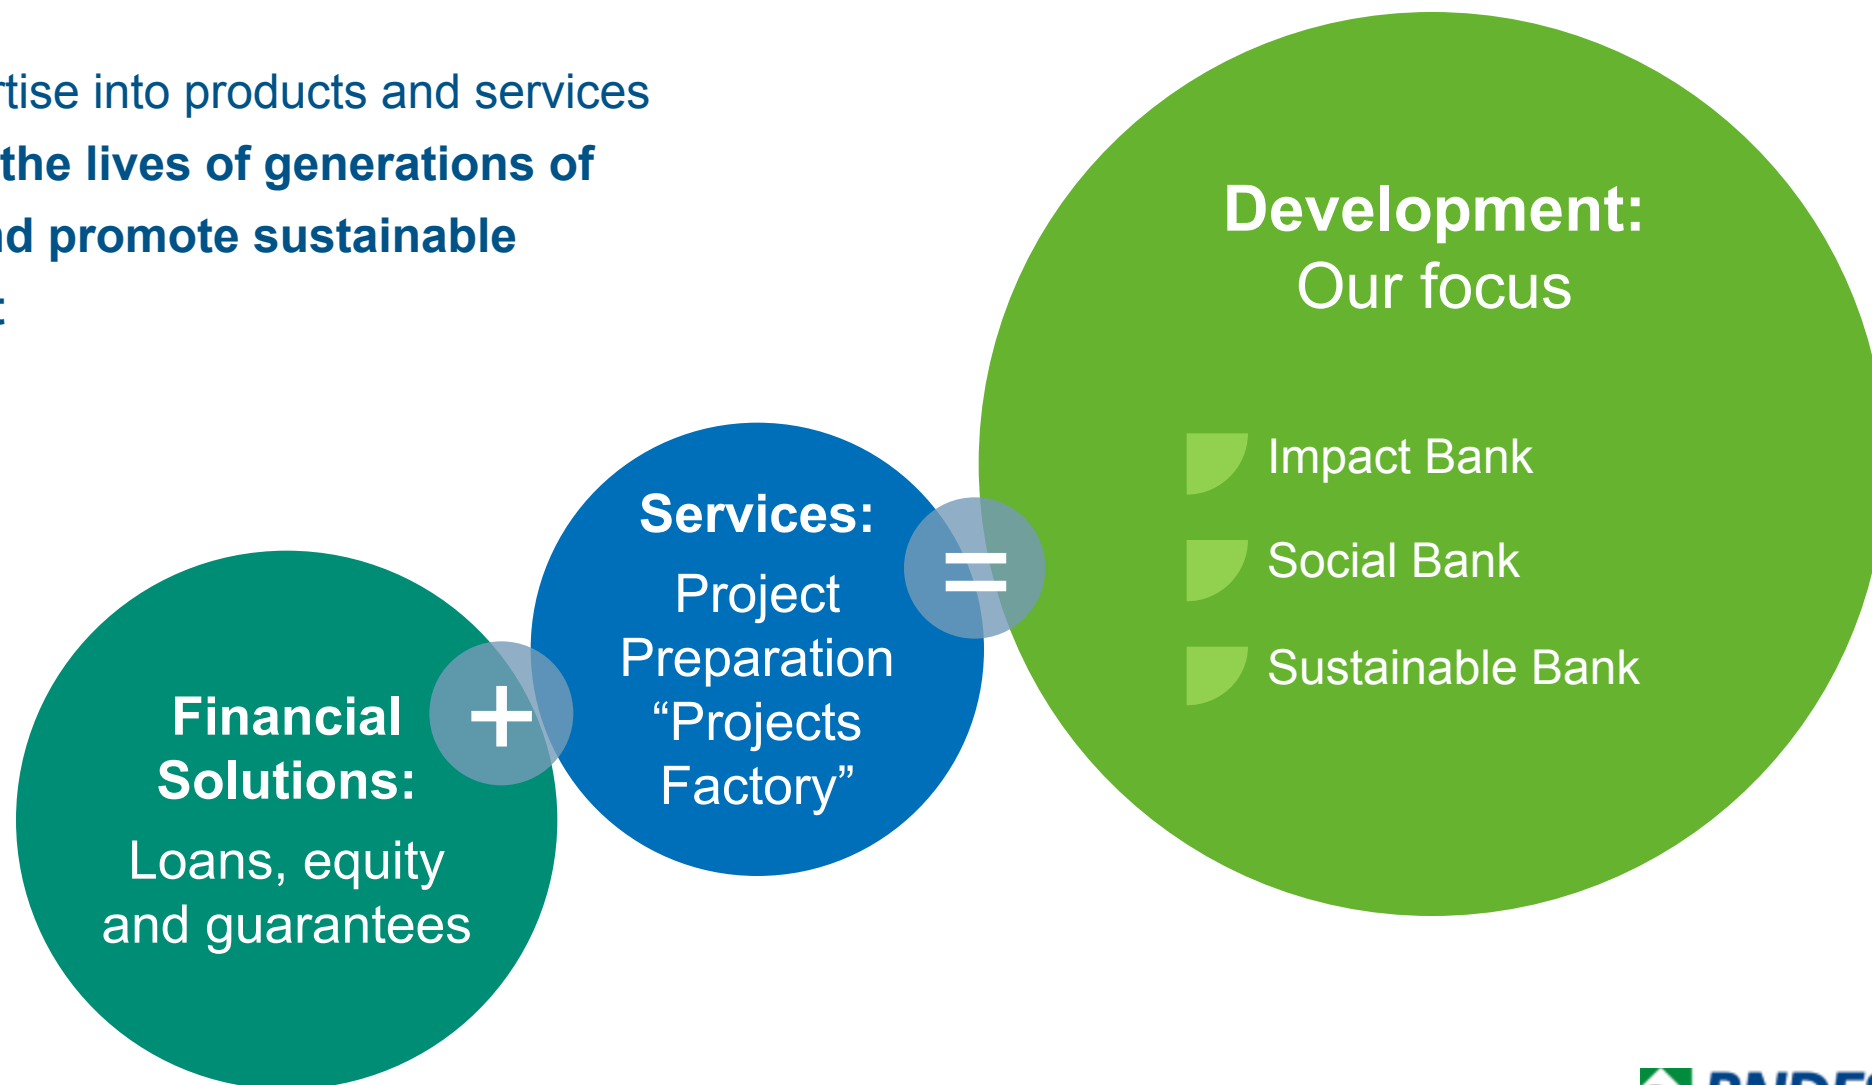 rtise into products and services
the lives of generations of
nd promote sustainable
t
Development:
Our focus
Impact Bank
Social Bank
Sustainable Bank
Services:
Project
Preparation
“Projects
Factory”
=
+
Financial
Solutions:
Loans, equity
and guarantees